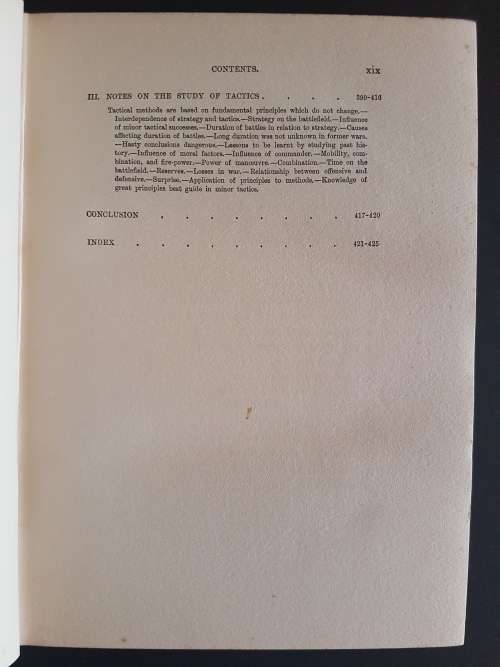 CONTENTS. xix
III. NOTES ON THE STUDY OF TACTICS . . . . 399-416
Tactical methods are based on fundamental principles which do not change.—
Interdependence of strategy and tactics.—Strategy on the battlefield.—Influence
of minor tactical successes.—Duration of battles in relation to strategy.—Causes
affecting duration of battles.—Long duration was not unknown in former wars.
—Hasty conclusions dangerous.—Lessons to be learnt by studying past his-
tory.—Influence of moral factors.—Influence of commander.—Mobility, com-
bination, and fire-power.—Power of manœuvre.—Combination.—Time on the
battlefield.—Reserves.—Losses in war.—Relationship between offensive and
defensive.—Surprise.—Application of principles to methods.—Knowledge of
great principles best guide in minor tactics.
CONCLUSION . . . . . . . . 417-420
INDEX . . . . . . . . . 421-425